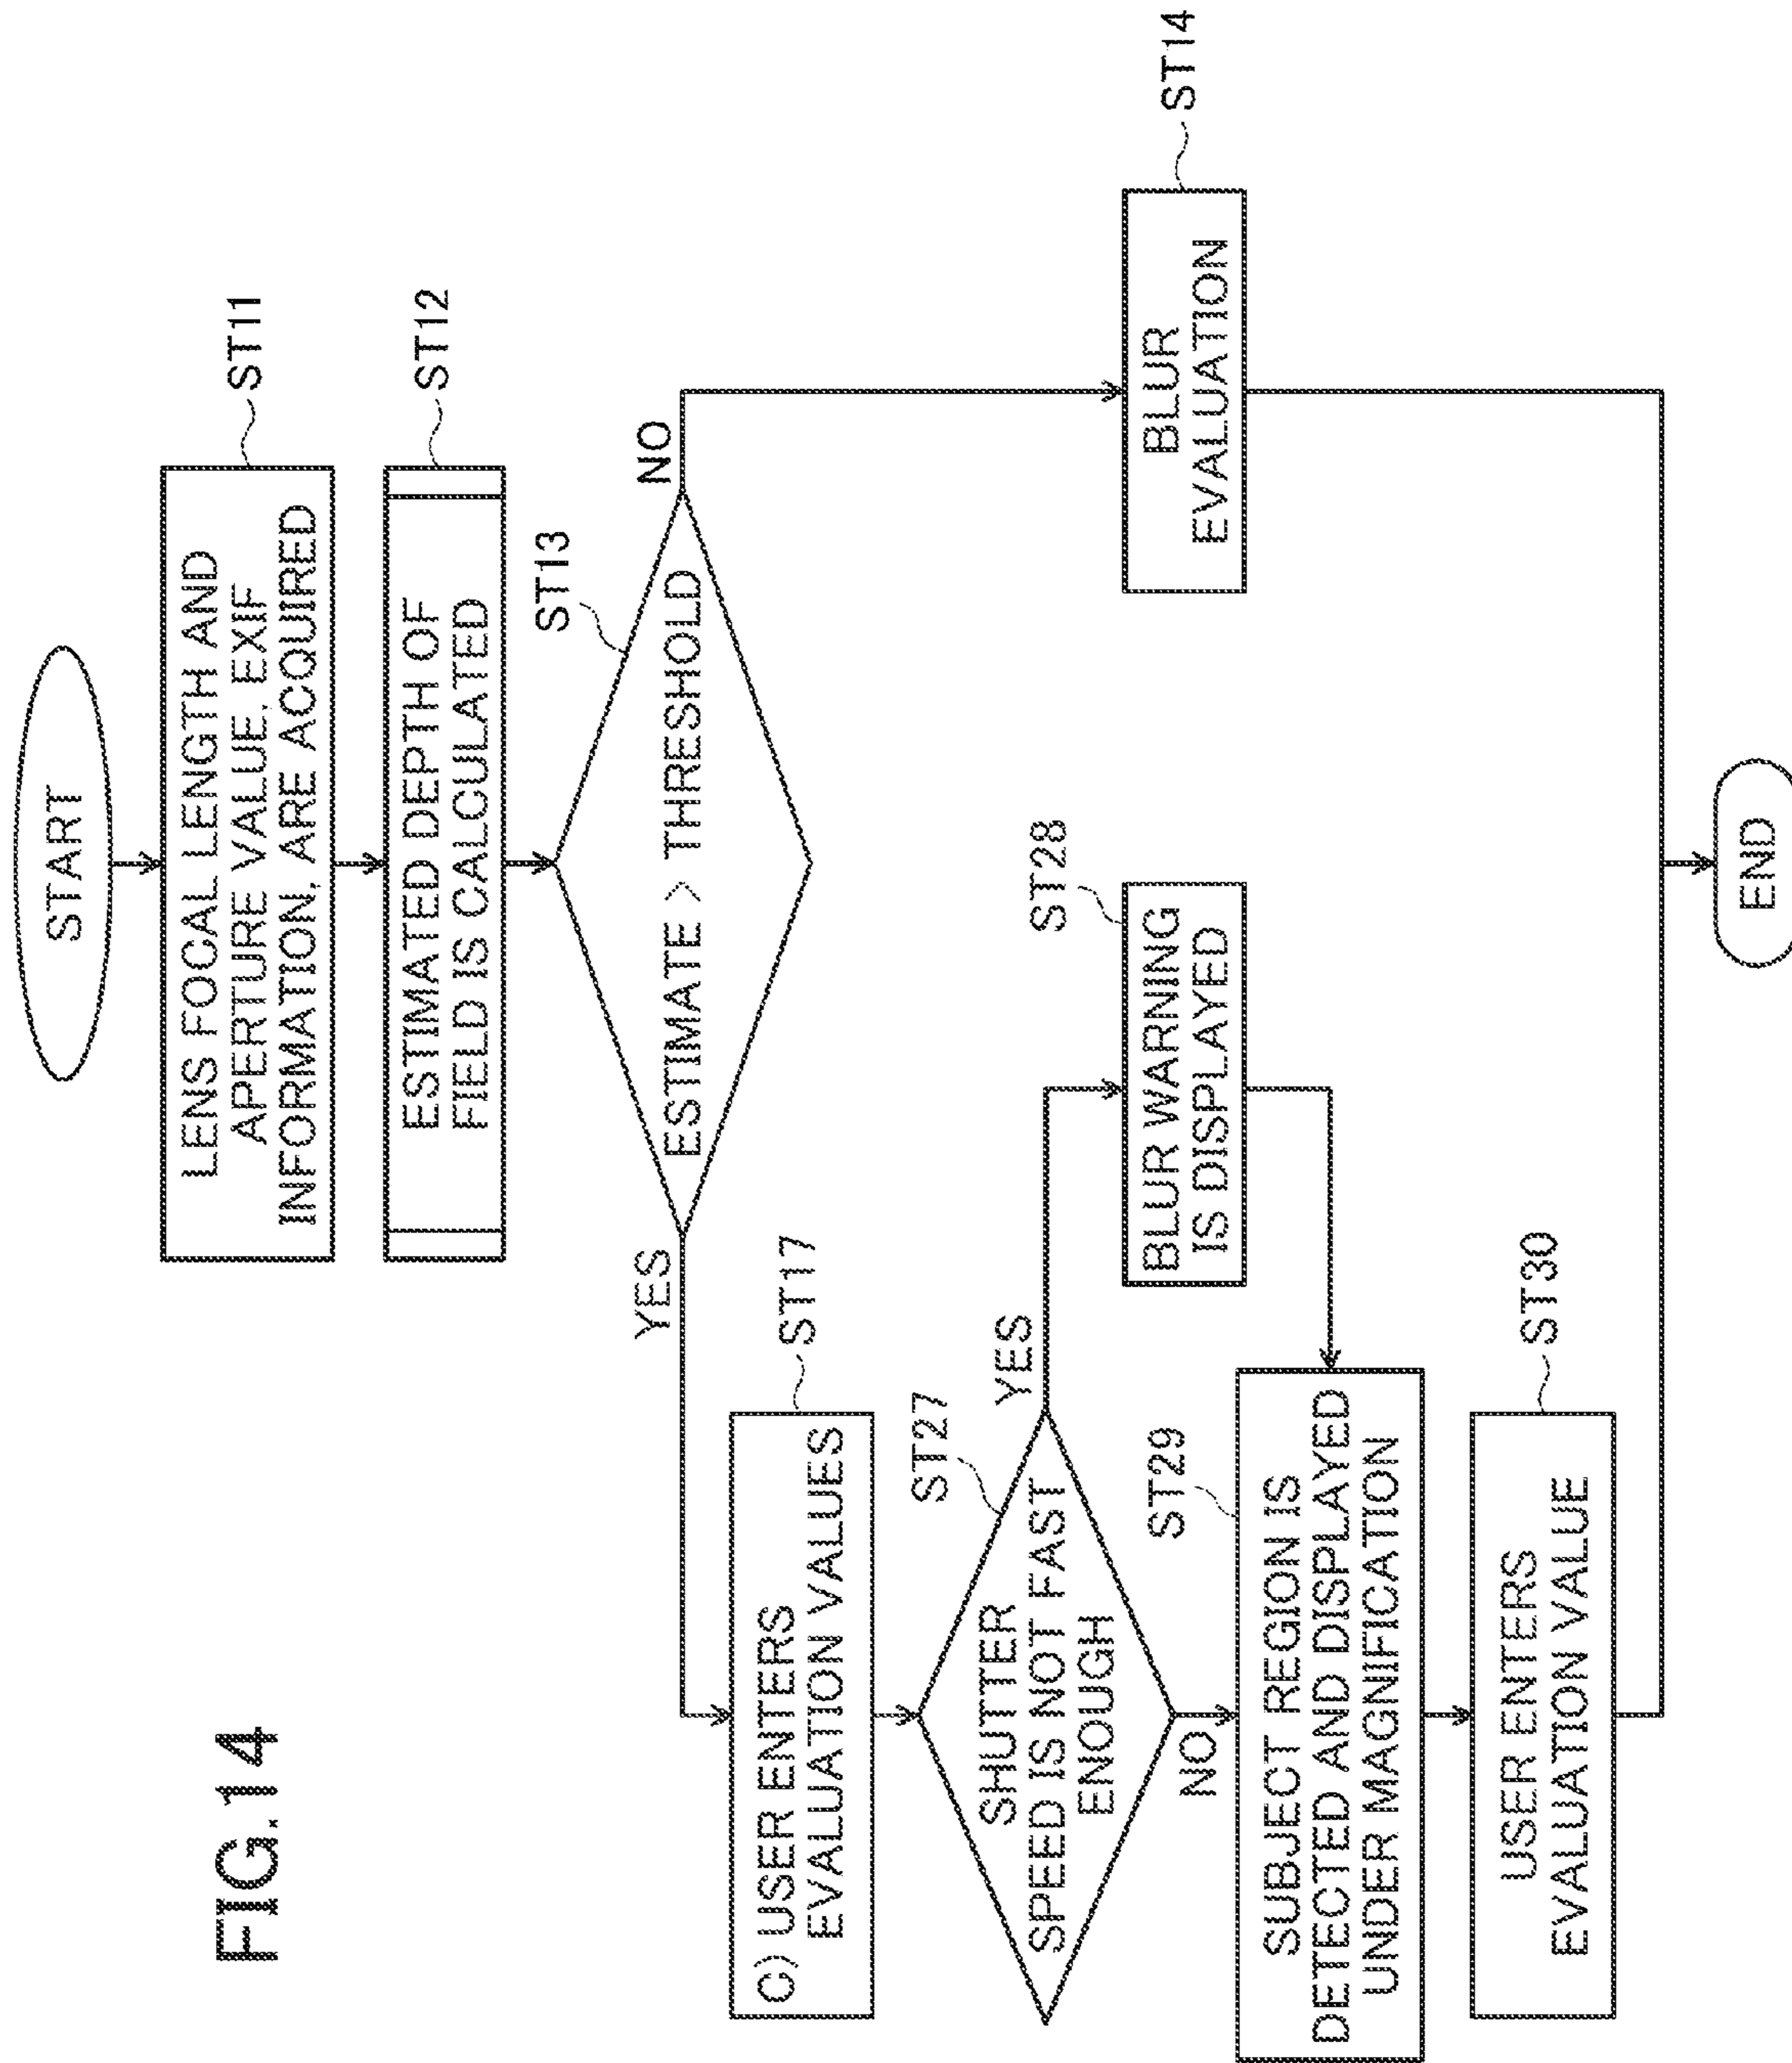 FIG.14
START
LENS FOCAL LENGTH AND
APERTURE VALUE, EXIF
INFORMATION, ARE ACQUIRED
ST11
ESTIMATED DEPTH OF
FIELD IS CALCULATED
ST12
ST13
ESTIMATE > THRESHOLD
YES
NO
C) USER ENTERS
EVALUATION VALUES
ST17
ST27
SHUTTER
SPEED IS NOT FAST
ENOUGH
YES
NO
BLUR WARNING
IS DISPLAYED
ST28
BLUR
EVALUATION
ST14
ST29
SUBJECT REGION IS
DETECTED AND DISPLAYED
UNDER MAGNIFICATION
USER ENTERS
EVALUATION VALUE
ST30
END